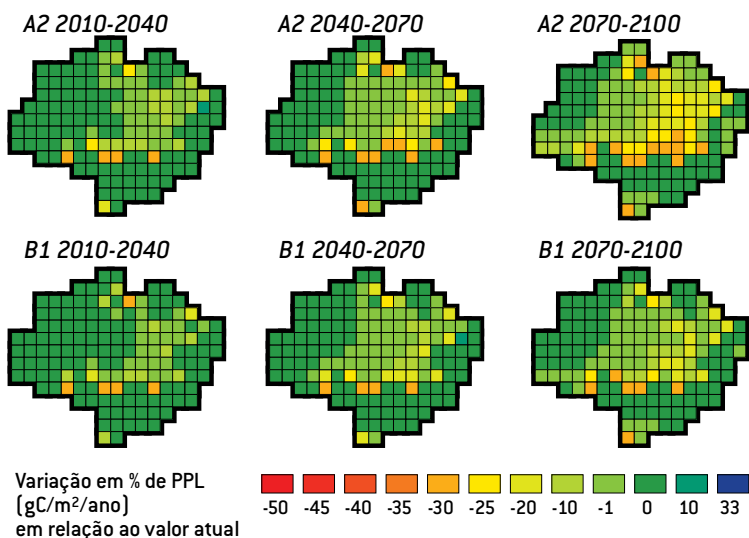 A2 2010-2040
A2 2040-2070
A2 2070-2100
B1 2010-2040
B1 2040-2070
B1 2070-2100
Variação em % de PPL
(gC/m²/ano)
em relação ao valor atual
-50 -45 -40 -35 -30 -25 -20 -10 -1 0 10 33